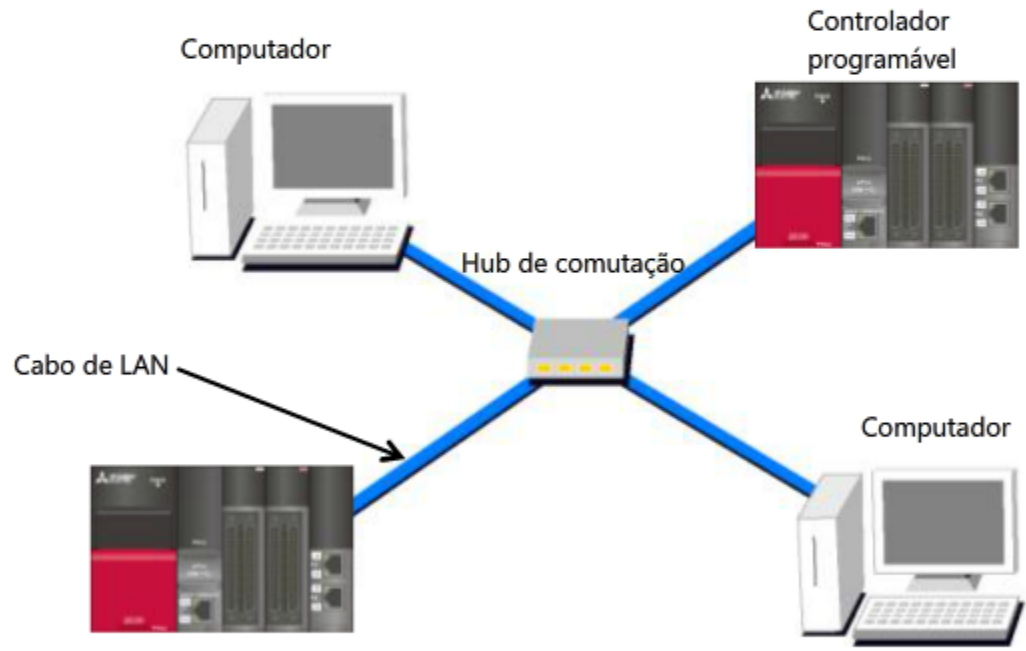 Computador
Controlador
programável
Hub de comutação
Cabo de LAN
Computador